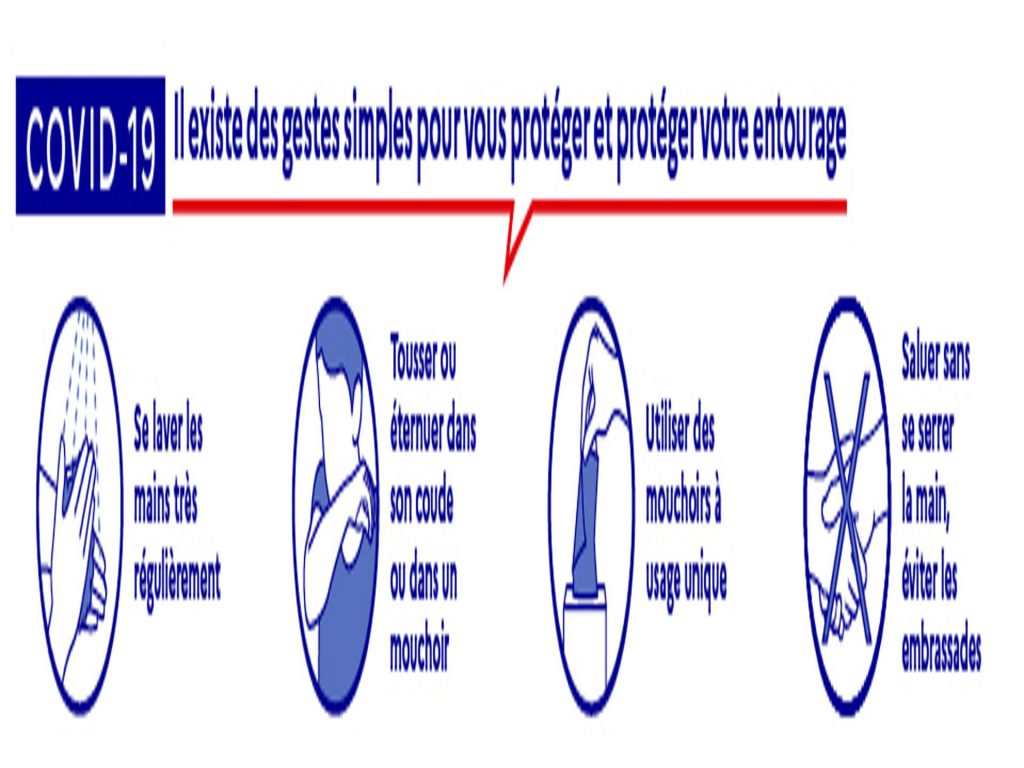 COVID-19
Il existe des gestes simples pour vous protéger et protéger votre entourage
Se laver les
mains très
régulièrement
Tousser ou
éternuer dans
son coude
ou dans un
mouchoir
Utiliser des
mouchoirs à
usage unique
Saluer sans
se serrer
la main,
éviter les
embrassades